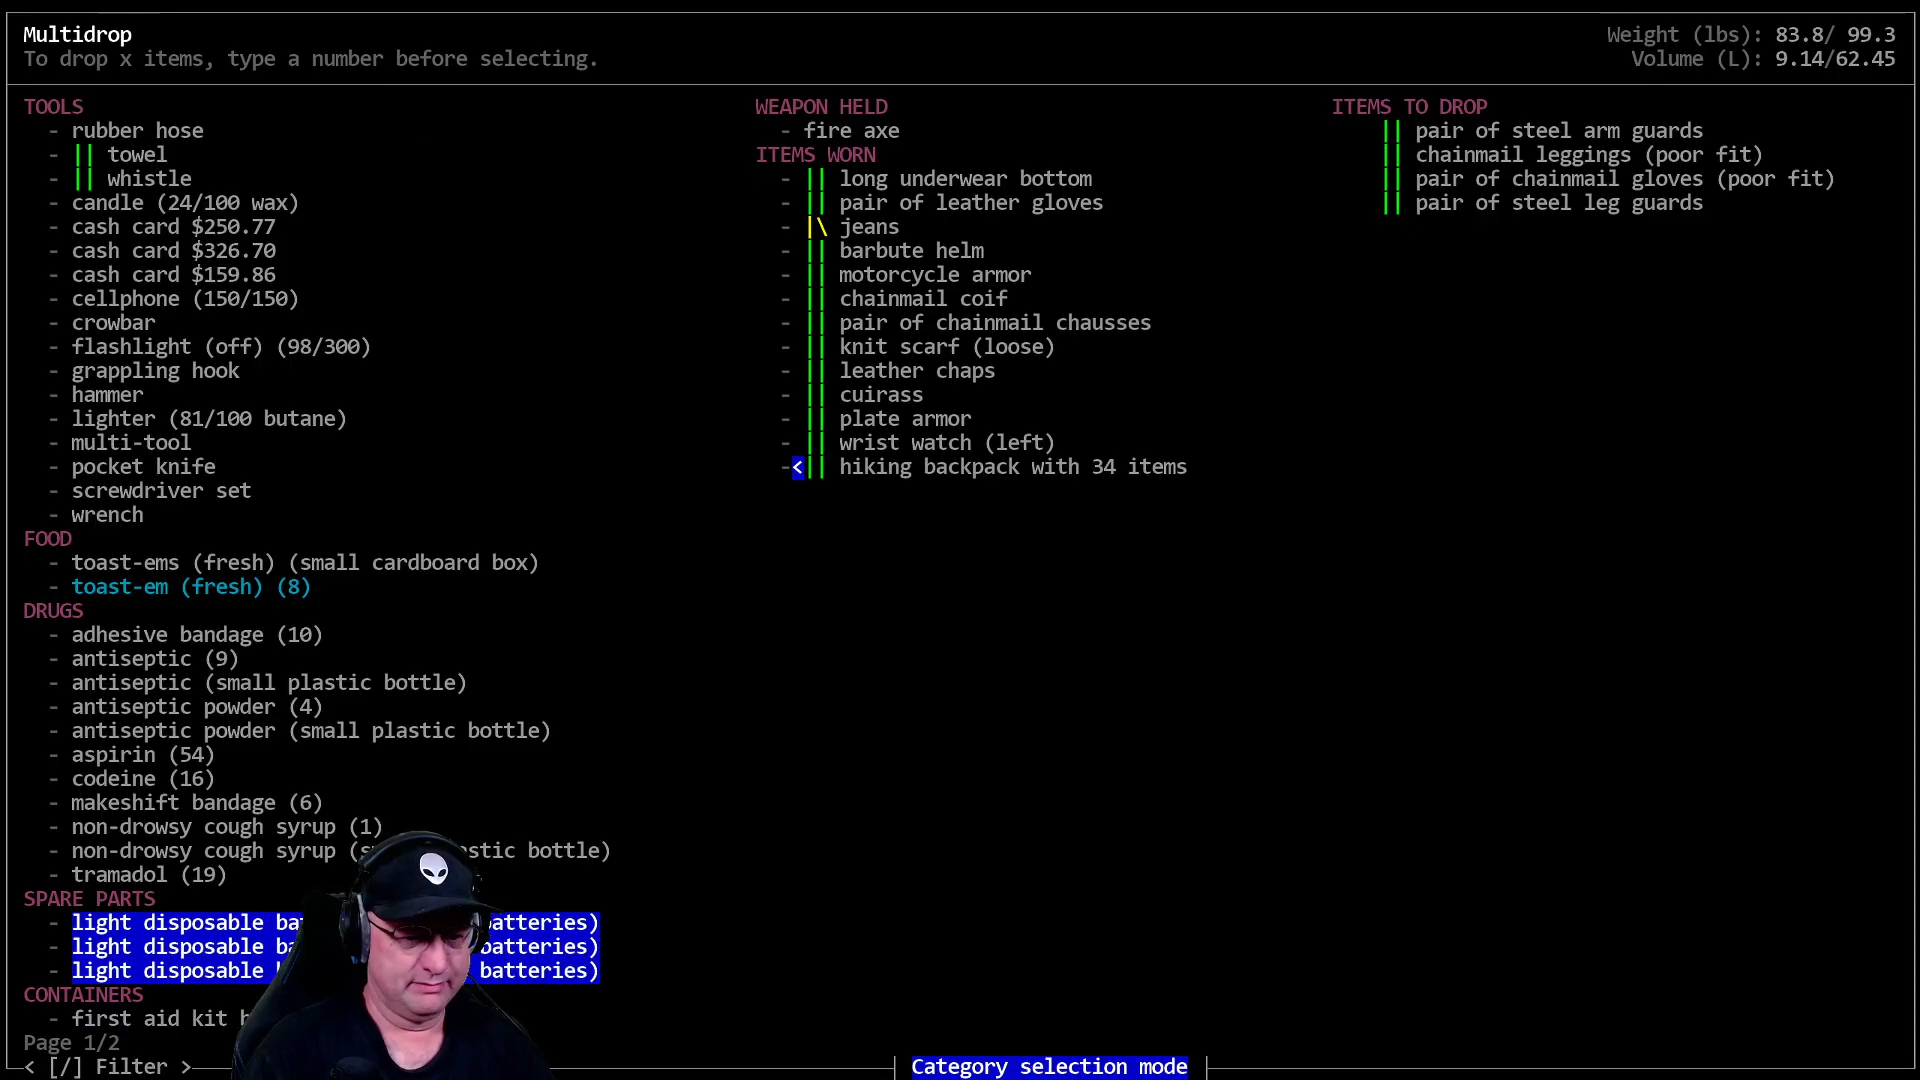 Multidrop
To drop x items, type a number before selecting.
Weight (lbs): 83.8/ 99.3
Volume (L): 9.14/62.45
TOOLS
- rubber hose
- || towel
- || whistle
- candle (24/100 wax)
- cash card $250.77
- cash card $326.70
- cash card $159.86
- cellphone (150/150)
- crowbar
- flashlight (off) (98/300)
- grappling hook
- hammer
- lighter (81/100 butane)
- multi-tool
- pocket knife
- screwdriver set
- wrench
FOOD
- toast-ems (fresh) (small cardboard box)
- toast-em (fresh) (8)
DRUGS
- adhesive bandage (10)
- antiseptic (9)
- antiseptic (small plastic bottle)
- antiseptic powder (4)
- antiseptic powder (small plastic bottle)
- aspirin (54)
- codeine (16)
- makeshift bandage (6)
- non-drowsy cough syrup (1)
- non-drowsy cough syrup ( bottle)
- tramadol (19)
SPARE PARTS
- light disposable batteries)
- light disposable batteries)
- light disposable batteries)
CONTAINERS
- first aid kit
Page 1/2
< [/] Filter >
WEAPON HELD
- fire axe
ITEMS WORN
- || long underwear bottom
- || pair of leather gloves
- |\ jeans
- || barbute helm
- || motorcycle armor
- || chainmail coif
- || pair of chainmail chausses
- || knit scarf (loose)
- || leather chaps
- || cuirass
- || plate armor
- || wrist watch (left)
-<|| hiking backpack with 34 items
ITEMS TO DROP
|| pair of steel arm guards
|| chainmail leggings (poor fit)
|| pair of chainmail gloves (poor fit)
|| pair of steel leg guards
Category selection mode